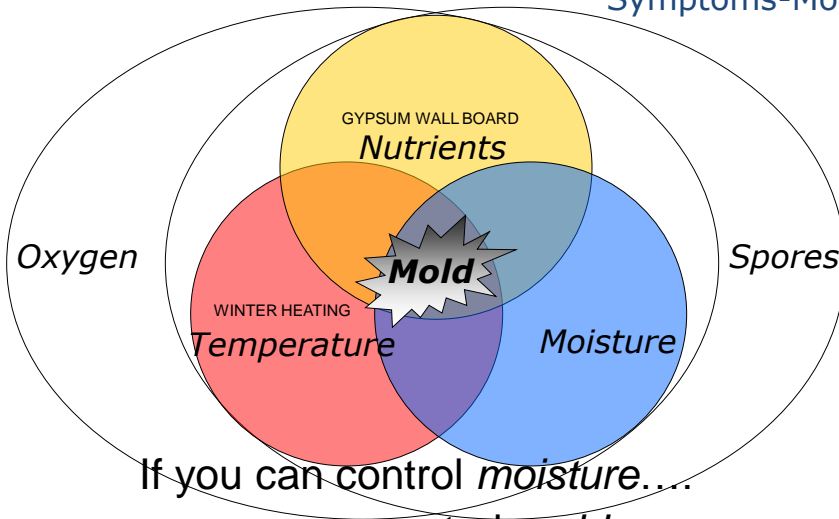 Symptoms-Mo
GYPSUM WALL BOARD
Nutrients
Oxygen
Mold
Spores
WINTER HEATING
Temperature
Moisture
If you can control moisture....